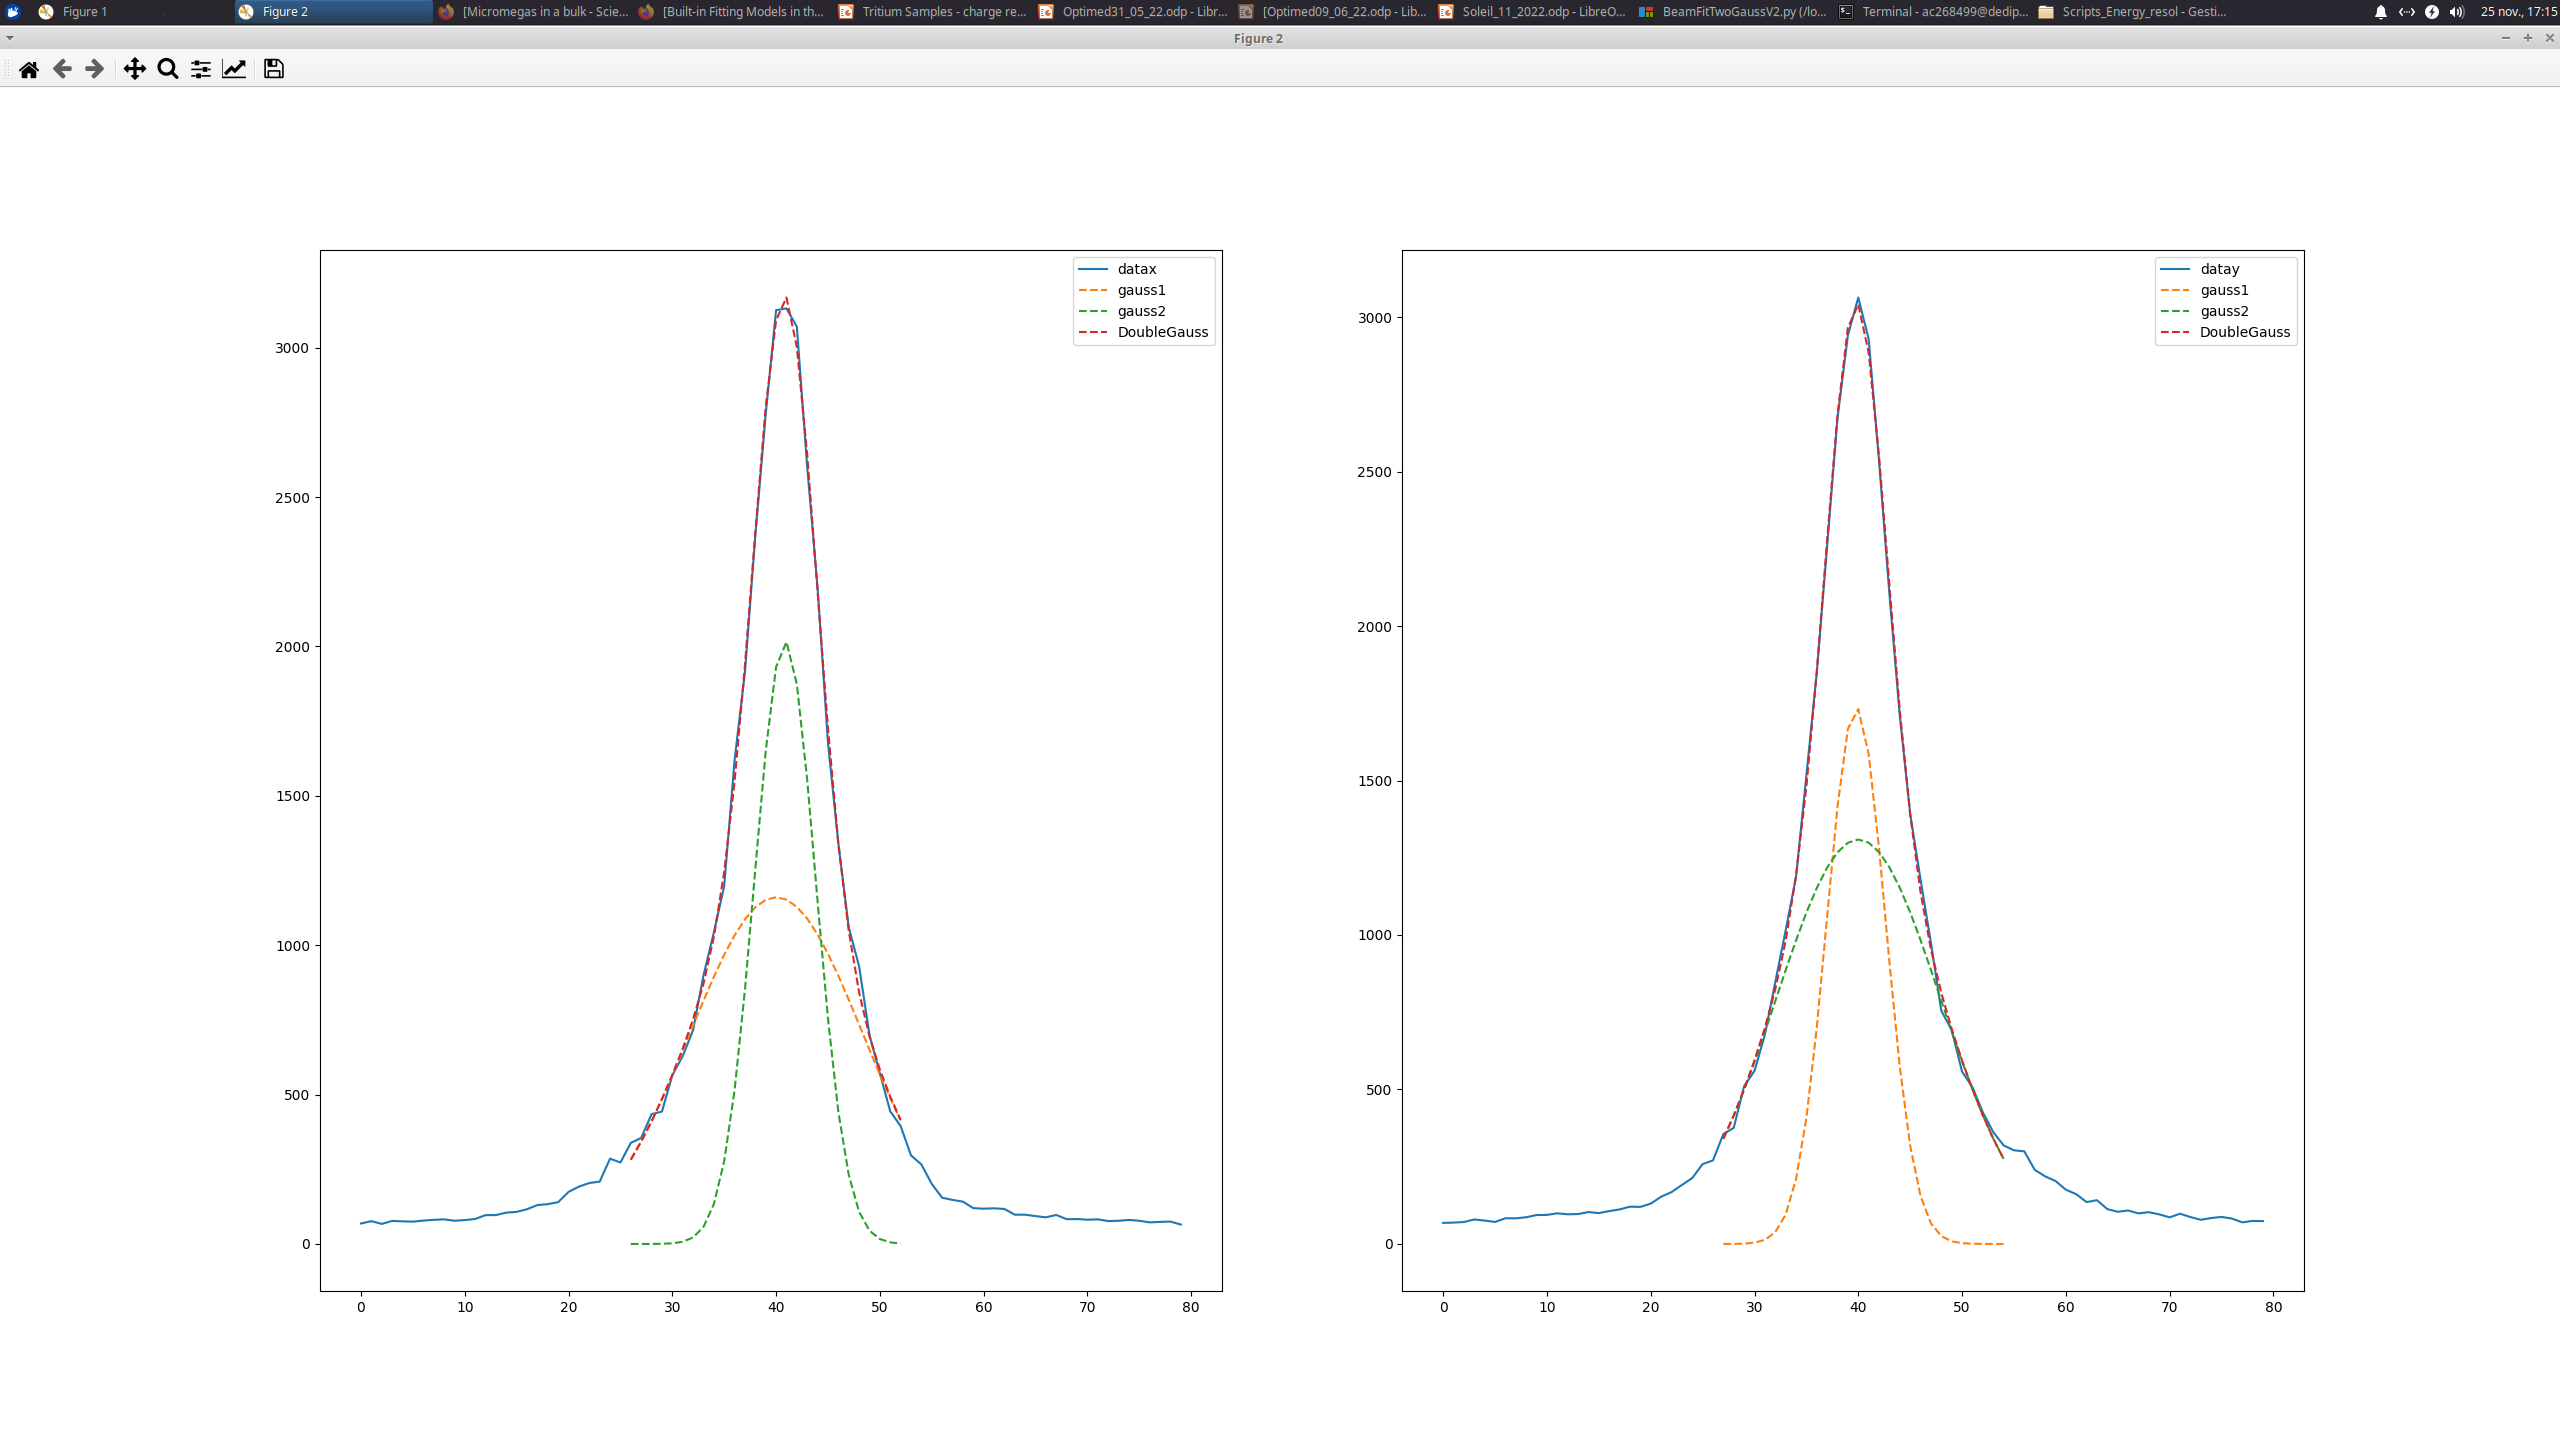 Figure 1
Figure 2
[Micromegas in a bulk - Scie...
[Built-in Fitting Models in th...
Tritium Samples - charge re...
Optimed31_05_22.odp - Libr...
[Optimed09_06_22.odp - Lib...
Soleil_11_2022.odp - LibreO...
BeamFitTwoGaussV2.py (/lo...
Terminal - ac268499@dedip...
Scripts_Energy_resol - Gesti...
25 nov., 17:15
Figure 2
datax
gauss1
gauss2
DoubleGauss
3000
2500
2000
1500
1000
500
0
0 10 20 30 40 50 60 70 80
datay
gauss1
gauss2
DoubleGauss
3000
2500
2000
1500
1000
500
0
0 10 20 30 40 50 60 70 80